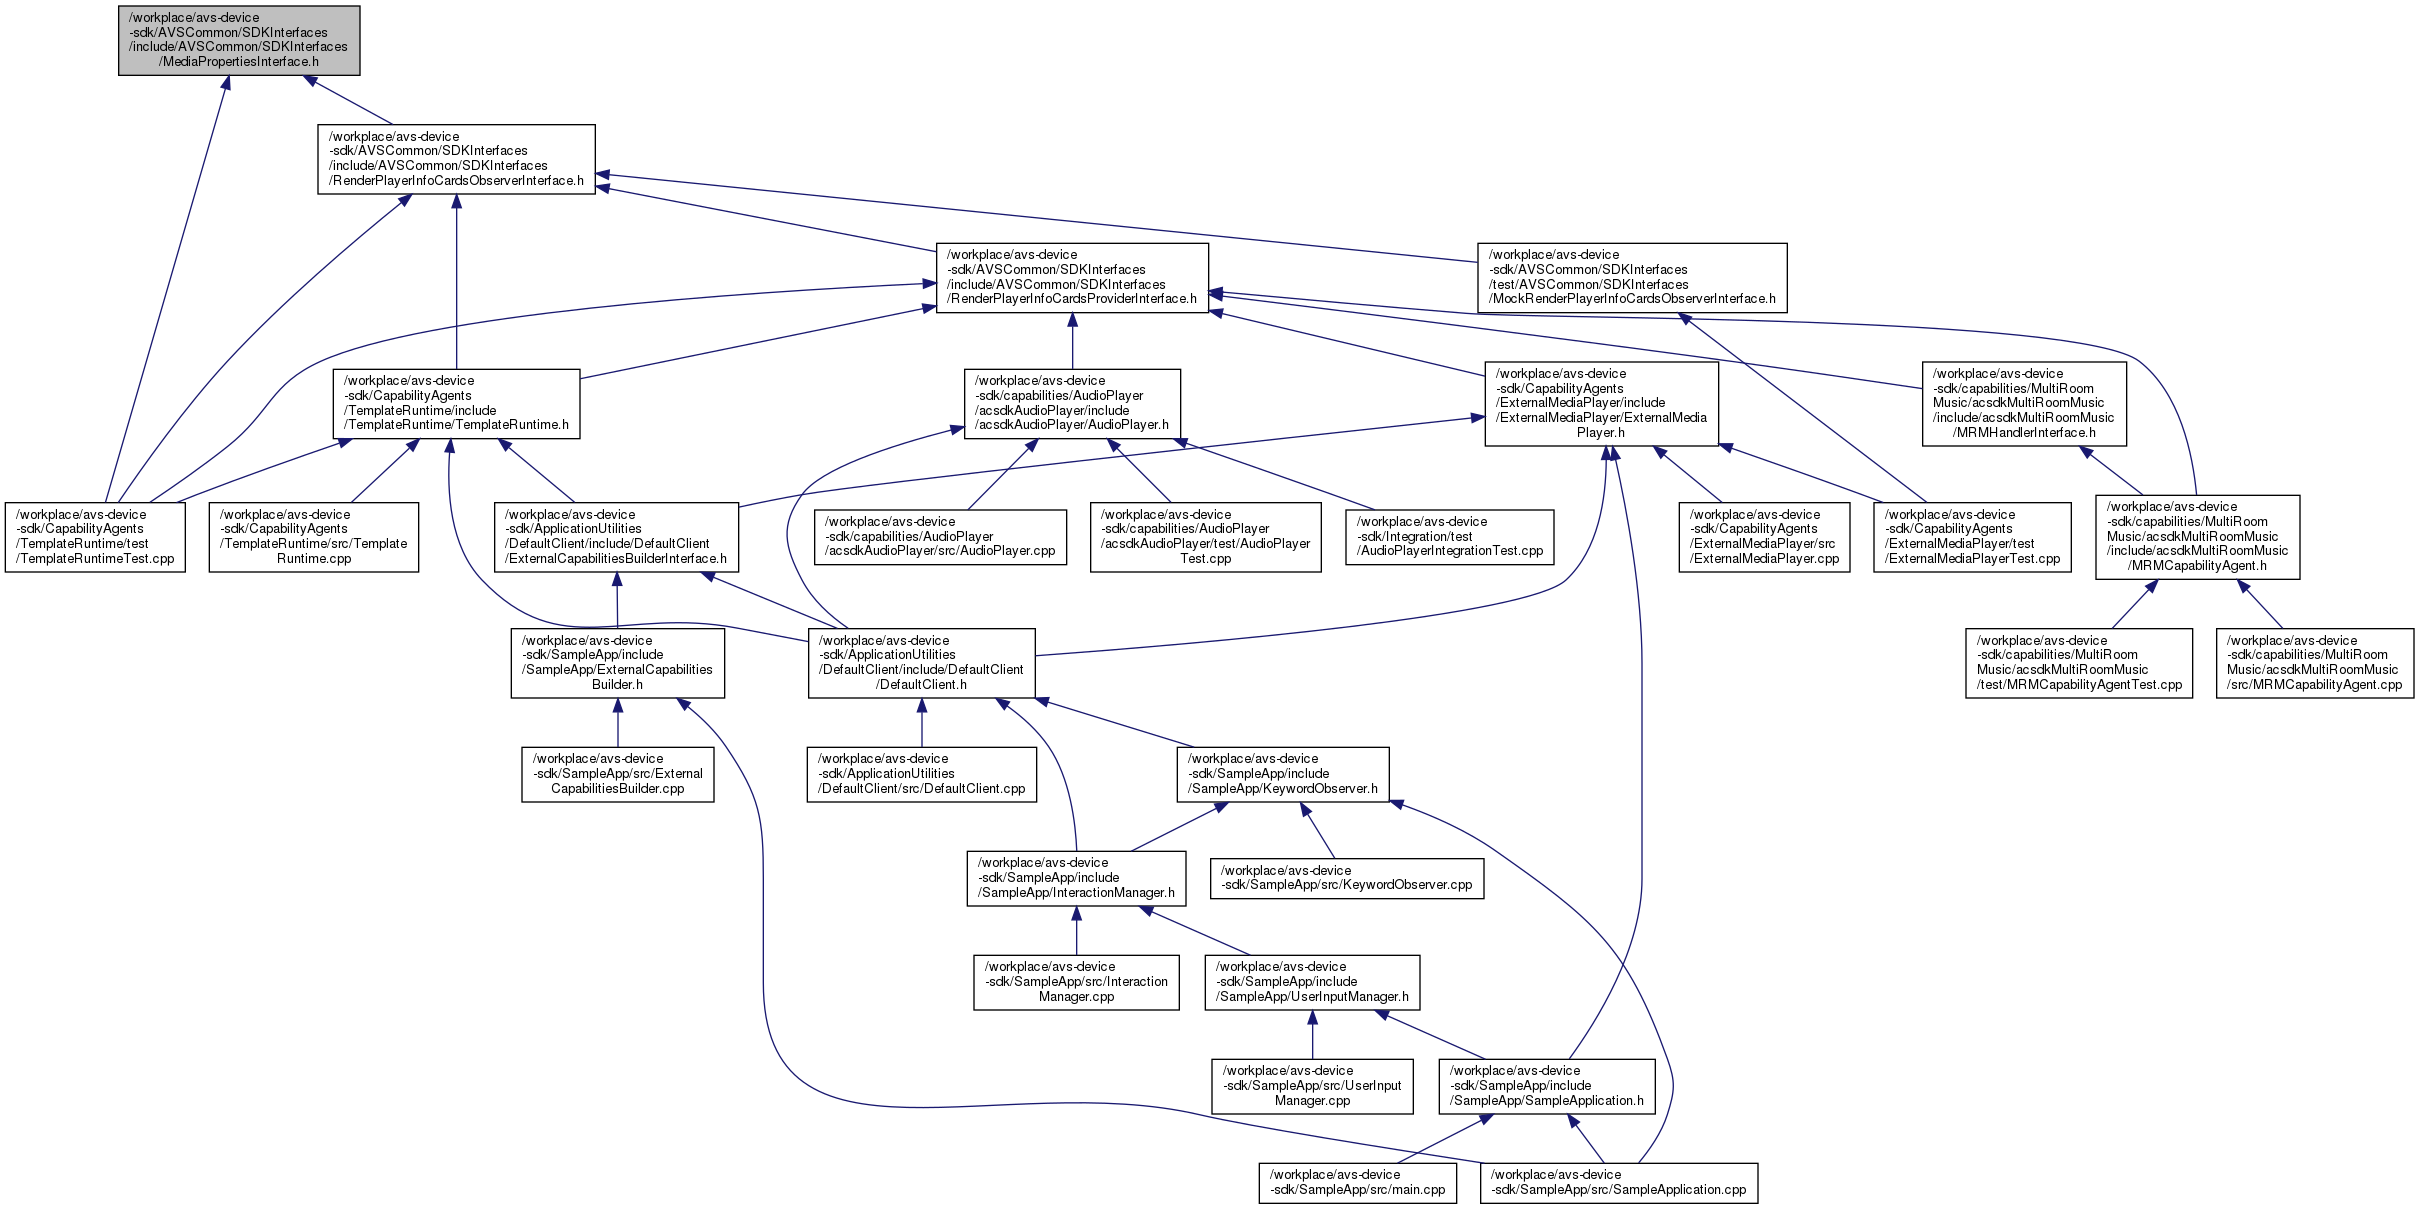 /workplace/avs-device
-sdk/AVSCommon/SDKInterfaces
/include/AVSCommon/SDKInterfaces
/MediaPropertiesInterface.h
/workplace/avs-device
-sdk/AVSCommon/SDKInterfaces
/include/AVSCommon/SDKInterfaces
/RenderPlayerInfoCardsObserverInterface.h
/workplace/avs-device
-sdk/AVSCommon/SDKInterfaces
/include/AVSCommon/SDKInterfaces
/RenderPlayerInfoCardsProviderInterface.h
/workplace/avs-device
-sdk/AVSCommon/SDKInterfaces
/test/AVSCommon/SDKInterfaces
/MockRenderPlayerInfoCardsObserverInterface.h
/workplace/avs-device
-sdk/CapabilityAgents
/TemplateRuntime/include
/TemplateRuntime/TemplateRuntime.h
/workplace/avs-device
-sdk/capabilities/AudioPlayer
/acsdkAudioPlayer/include
/acsdkAudioPlayer/AudioPlayer.h
/workplace/avs-device
-sdk/CapabilityAgents
/ExternalMediaPlayer/include
/ExternalMediaPlayer/ExternalMedia
Player.h
/workplace/avs-device
-sdk/capabilities/MultiRoom
Music/acsdkMultiRoomMusic
/include/acsdkMultiRoomMusic
/MRMHandlerInterface.h
/workplace/avs-device
-sdk/CapabilityAgents
/TemplateRuntime/test
/TemplateRuntimeTest.cpp
/workplace/avs-device
-sdk/CapabilityAgents
/TemplateRuntime/src/Template
Runtime.cpp
/workplace/avs-device
-sdk/ApplicationUtilities
/DefaultClient/include/DefaultClient
/ExternalCapabilitiesBuilderInterface.h
/workplace/avs-device
-sdk/capabilities/AudioPlayer
/acsdkAudioPlayer/src/AudioPlayer.cpp
/workplace/avs-device
-sdk/capabilities/AudioPlayer
/acsdkAudioPlayer/test/AudioPlayer
Test.cpp
/workplace/avs-device
-sdk/Integration/test
/AudioPlayerIntegrationTest.cpp
/workplace/avs-device
-sdk/CapabilityAgents
/ExternalMediaPlayer/src
/ExternalMediaPlayer.cpp
/workplace/avs-device
-sdk/CapabilityAgents
/ExternalMediaPlayer/test
/ExternalMediaPlayerTest.cpp
/workplace/avs-device
-sdk/capabilities/MultiRoom
Music/acsdkMultiRoomMusic
/include/acsdkMultiRoomMusic
/MRMCapabilityAgent.h
/workplace/avs-device
-sdk/SampleApp/include
/SampleApp/ExternalCapabilities
Builder.h
/workplace/avs-device
-sdk/ApplicationUtilities
/DefaultClient/include/DefaultClient
/DefaultClient.h
/workplace/avs-device
-sdk/capabilities/MultiRoom
Music/acsdkMultiRoomMusic
/test/MRMCapabilityAgentTest.cpp
/workplace/avs-device
-sdk/capabilities/MultiRoom
Music/acsdkMultiRoomMusic
/src/MRMCapabilityAgent.cpp
/workplace/avs-device
-sdk/SampleApp/src/External
CapabilitiesBuilder.cpp
/workplace/avs-device
-sdk/ApplicationUtilities
/DefaultClient/src/DefaultClient.cpp
/workplace/avs-device
-sdk/SampleApp/include
/SampleApp/KeywordObserver.h
/workplace/avs-device
-sdk/SampleApp/include
/SampleApp/InteractionManager.h
/workplace/avs-device
-sdk/SampleApp/src/KeywordObserver.cpp
/workplace/avs-device
-sdk/SampleApp/src/Interaction
Manager.cpp
/workplace/avs-device
-sdk/SampleApp/include
/SampleApp/UserInputManager.h
/workplace/avs-device
-sdk/SampleApp/src/UserInput
Manager.cpp
/workplace/avs-device
-sdk/SampleApp/include
/SampleApp/SampleApplication.h
/workplace/avs-device
-sdk/SampleApp/src/main.cpp
/workplace/avs-device
-sdk/SampleApp/src/SampleApplication.cpp